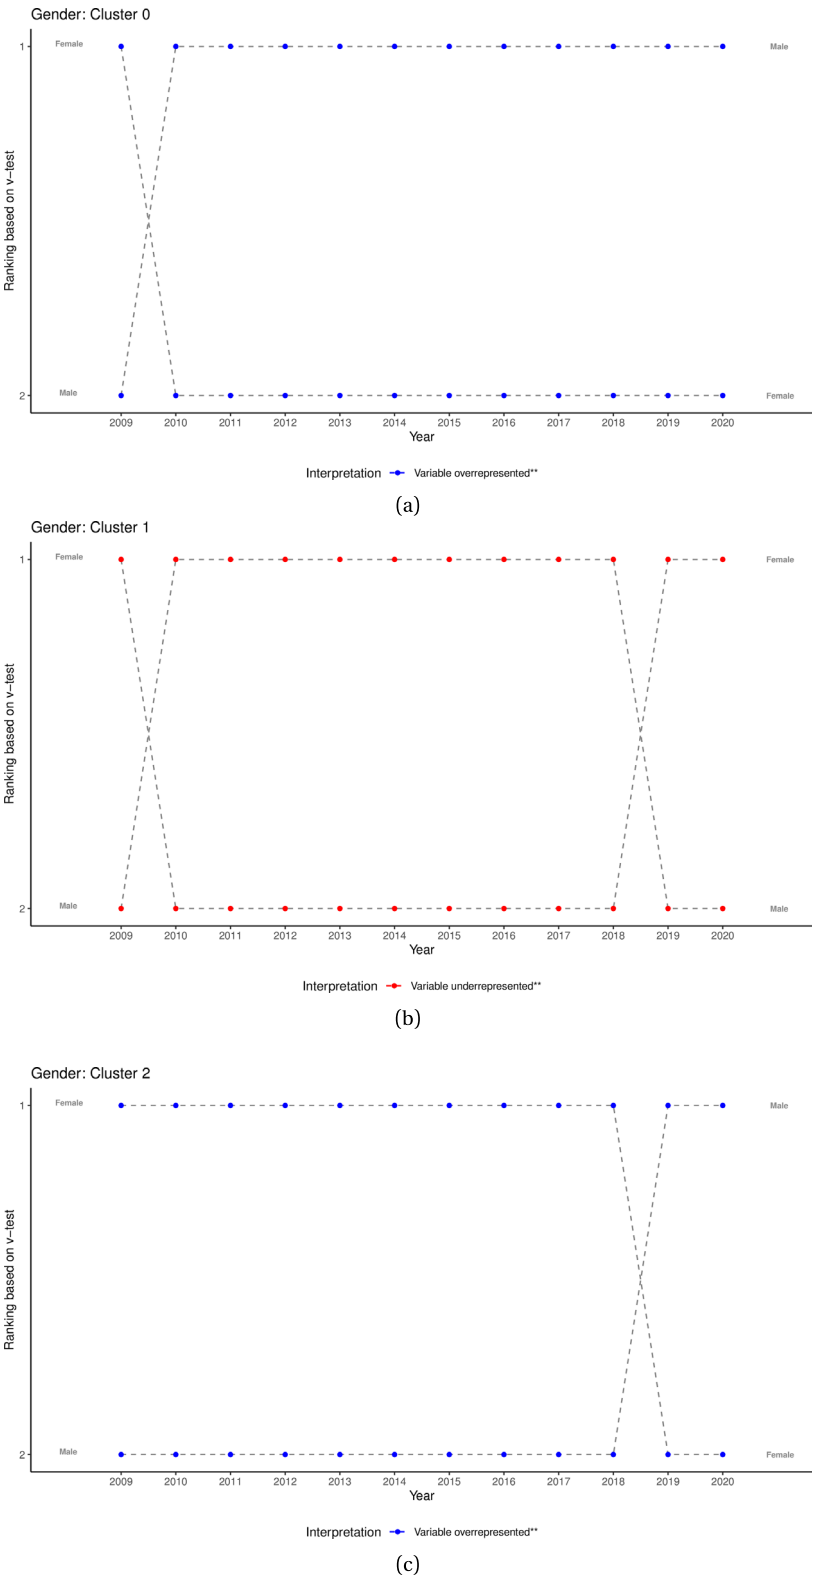 Gender: Cluster 0
Ranking based on v−test
1
2
Female
Male
Male
Female
2009 2010 2011 2012 2013 2014 2015 2016 2017 2018 2019 2020
Year
Interpretation Variable overrepresented**
(a)
Gender: Cluster 1
Ranking based on v−test
1
2
Female
Male
Female
Male
2009 2010 2011 2012 2013 2014 2015 2016 2017 2018 2019 2020
Year
Interpretation Variable underrepresented**
(b)
Gender: Cluster 2
Ranking based on v−test
1
2
Female
Male
Male
Female
2009 2010 2011 2012 2013 2014 2015 2016 2017 2018 2019 2020
Year
Interpretation Variable overrepresented**
(c)